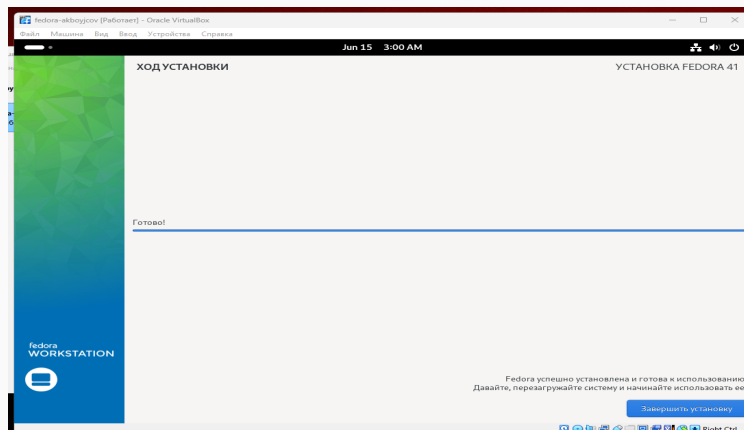 fedora-akboyjcov [Работает] - Oracle VirtualBox
Файл Машина Вид Ввод Устройства Справка
Jun 15 3:00 AM
ХОД УСТАНОВКИ
УСТАНОВКА FEDORA 41
Готово!
fedora
WORKSTATION
Fedora успешно установлена и готова к использованию
Давайте, перезагружайте систему и начинайте использовать ее
Завершить установку
Right Ctrl